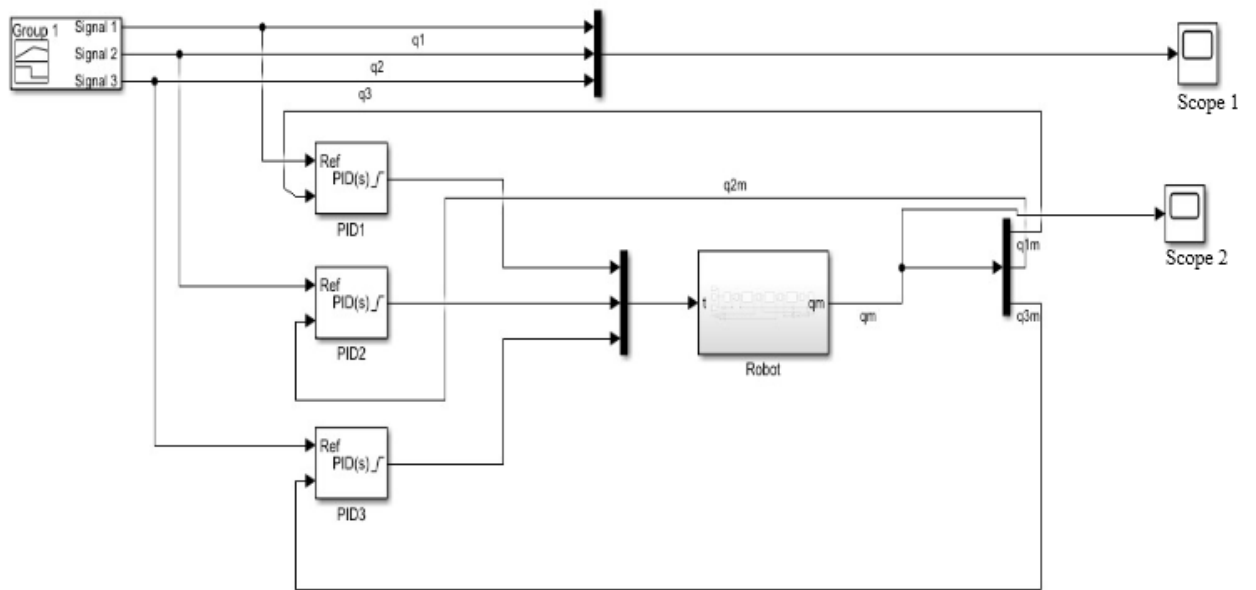 Group 1
Signal 1
Signal 2
Signal 3
q1
q2
q3
Scope 1
Ref
PID(s)
PID1
q2m
Scope 2
q1m
Ref
PID(s)
PID2
t
qm
Robot
qm
q3m
Ref
PID(s)
PID3